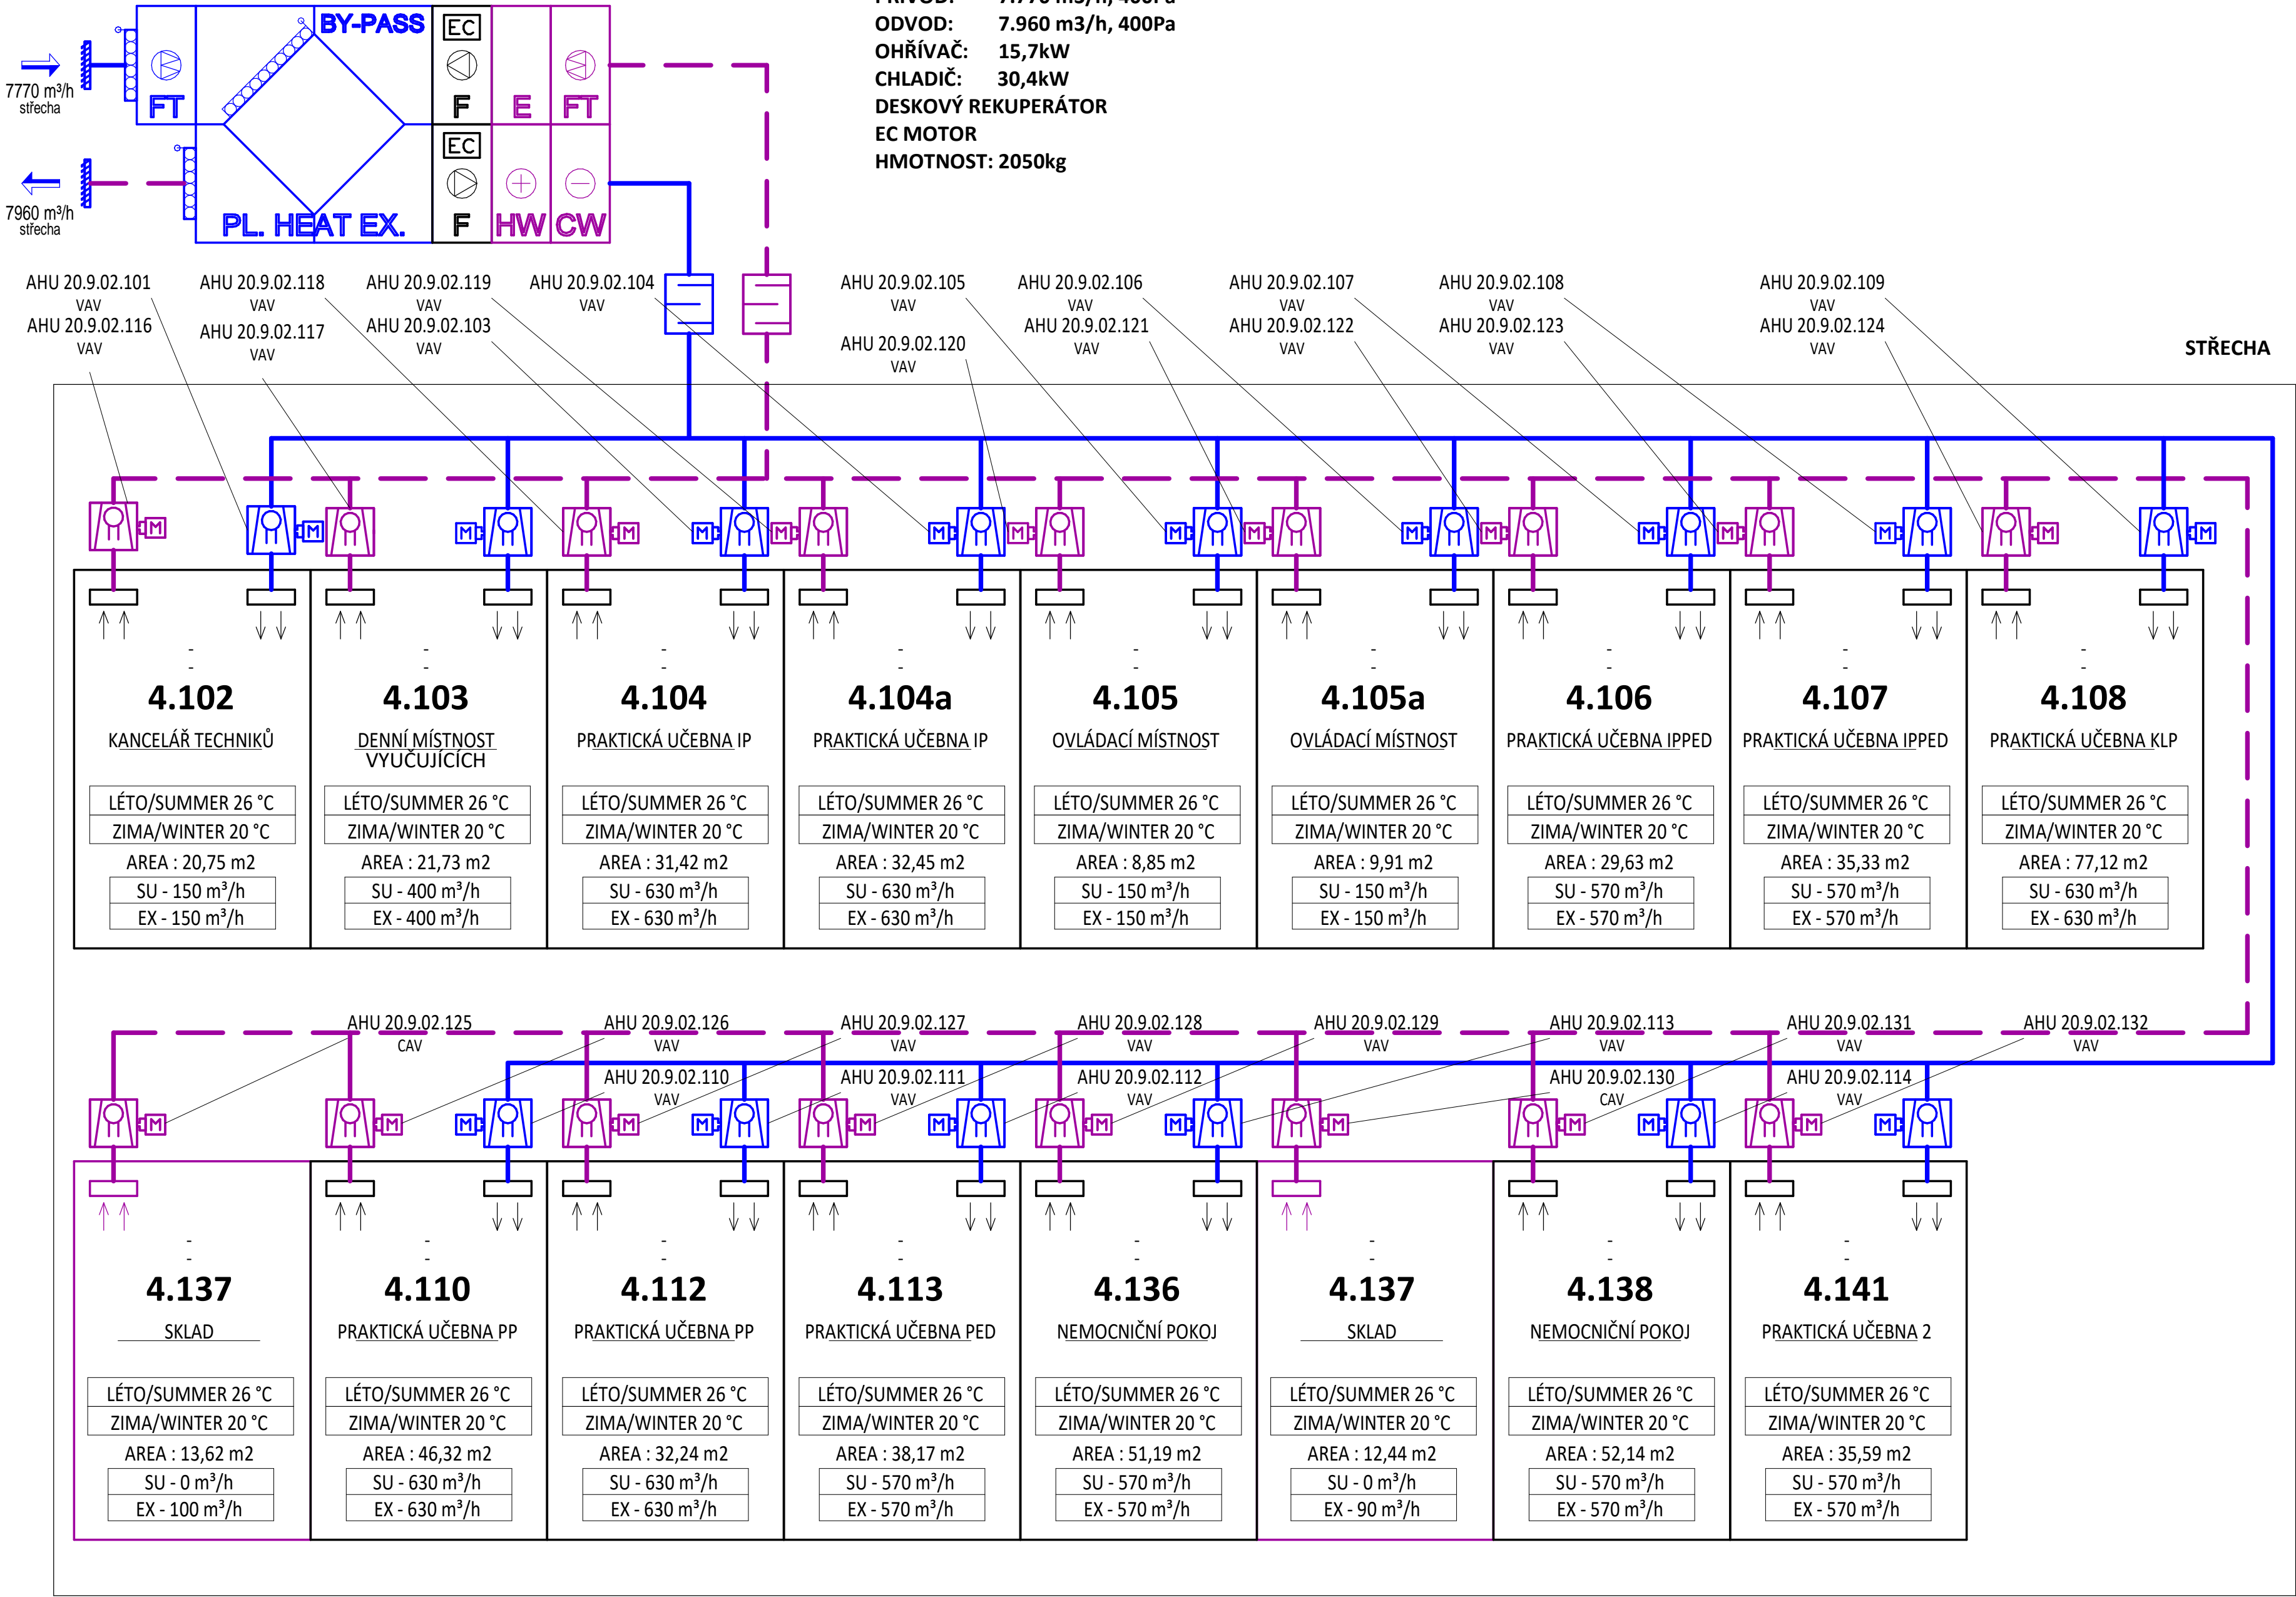 PŘÍVOD: 7.770 m3/h, 400Pa
ODVOD: 7.960 m3/h, 400Pa
OHŘÍVAČ: 15,7kW
CHLADIČ: 30,4kW
DESKOVÝ REKUPERÁTOR
EC MOTOR
HMOTNOST: 2050kg
BY-PASS
EC
7770 m³/h
střecha
FT
F
E
FT
EC
7960 m³/h
střecha
PL. HEAT EX.
F
HW
CW
AHU 20.9.02.101
VAV
AHU 20.9.02.116
VAV
AHU 20.9.02.118
VAV
AHU 20.9.02.117
VAV
AHU 20.9.02.119
VAV
AHU 20.9.02.103
VAV
AHU 20.9.02.104
VAV
AHU 20.9.02.105
VAV
AHU 20.9.02.120
VAV
AHU 20.9.02.106
VAV
AHU 20.9.02.121
VAV
AHU 20.9.02.107
VAV
AHU 20.9.02.122
VAV
AHU 20.9.02.108
VAV
AHU 20.9.02.123
VAV
AHU 20.9.02.109
VAV
AHU 20.9.02.124
VAV
STŘECHA
M M M M M M M M M M M M M M M M M M
-
-
4.102
KANCELÁŘ TECHNIKŮ
LÉTO/SUMMER 26 °C
ZIMA/WINTER 20 °C
AREA : 20,75 m2
SU - 150 m³/h
EX - 150 m³/h
-
-
4.103
DENNÍ MÍSTNOST
VYUČUJÍCÍCH
LÉTO/SUMMER 26 °C
ZIMA/WINTER 20 °C
AREA : 21,73 m2
SU - 400 m³/h
EX - 400 m³/h
-
-
4.104
PRAKTICKÁ UČEBNA IP
LÉTO/SUMMER 26 °C
ZIMA/WINTER 20 °C
AREA : 31,42 m2
SU - 630 m³/h
EX - 630 m³/h
-
-
4.104a
PRAKTICKÁ UČEBNA IP
LÉTO/SUMMER 26 °C
ZIMA/WINTER 20 °C
AREA : 32,45 m2
SU - 630 m³/h
EX - 630 m³/h
-
-
4.105
OVLÁDACÍ MÍSTNOST
LÉTO/SUMMER 26 °C
ZIMA/WINTER 20 °C
AREA : 8,85 m2
SU - 150 m³/h
EX - 150 m³/h
-
-
4.105a
OVLÁDACÍ MÍSTNOST
LÉTO/SUMMER 26 °C
ZIMA/WINTER 20 °C
AREA : 9,91 m2
SU - 150 m³/h
EX - 150 m³/h
-
-
4.106
PRAKTICKÁ UČEBNA IPPED
LÉTO/SUMMER 26 °C
ZIMA/WINTER 20 °C
AREA : 29,63 m2
SU - 570 m³/h
EX - 570 m³/h
-
-
4.107
PRAKTICKÁ UČEBNA IPPED
LÉTO/SUMMER 26 °C
ZIMA/WINTER 20 °C
AREA : 35,33 m2
SU - 570 m³/h
EX - 570 m³/h
-
-
4.108
PRAKTICKÁ UČEBNA KLP
LÉTO/SUMMER 26 °C
ZIMA/WINTER 20 °C
AREA : 77,12 m2
SU - 630 m³/h
EX - 630 m³/h
AHU 20.9.02.125
CAV
AHU 20.9.02.126
VAV
AHU 20.9.02.110
VAV
AHU 20.9.02.127
VAV
AHU 20.9.02.111
VAV
AHU 20.9.02.128
VAV
AHU 20.9.02.112
VAV
AHU 20.9.02.129
VAV
AHU 20.9.02.113
VAV
AHU 20.9.02.130
CAV
AHU 20.9.02.131
VAV
AHU 20.9.02.114
VAV
AHU 20.9.02.132
VAV
M M M M M M M M M M M M M M
-
-
4.137
SKLAD
LÉTO/SUMMER 26 °C
ZIMA/WINTER 20 °C
AREA : 13,62 m2
SU - 0 m³/h
EX - 100 m³/h
-
-
4.110
PRAKTICKÁ UČEBNA PP
LÉTO/SUMMER 26 °C
ZIMA/WINTER 20 °C
AREA : 46,32 m2
SU - 630 m³/h
EX - 630 m³/h
-
-
4.112
PRAKTICKÁ UČEBNA PP
LÉTO/SUMMER 26 °C
ZIMA/WINTER 20 °C
AREA : 32,24 m2
SU - 630 m³/h
EX - 630 m³/h
-
-
4.113
PRAKTICKÁ UČEBNA PED
LÉTO/SUMMER 26 °C
ZIMA/WINTER 20 °C
AREA : 38,17 m2
SU - 570 m³/h
EX - 570 m³/h
-
-
4.136
NEMOCNIČNÍ POKOJ
LÉTO/SUMMER 26 °C
ZIMA/WINTER 20 °C
AREA : 51,19 m2
SU - 570 m³/h
EX - 570 m³/h
-
-
4.137
SKLAD
LÉTO/SUMMER 26 °C
ZIMA/WINTER 20 °C
AREA : 12,44 m2
SU - 0 m³/h
EX - 90 m³/h
-
-
4.138
NEMOCNIČNÍ POKOJ
LÉTO/SUMMER 26 °C
ZIMA/WINTER 20 °C
AREA : 52,14 m2
SU - 570 m³/h
EX - 570 m³/h
-
-
4.141
PRAKTICKÁ UČEBNA 2
LÉTO/SUMMER 26 °C
ZIMA/WINTER 20 °C
AREA : 35,59 m2
SU - 570 m³/h
EX - 570 m³/h